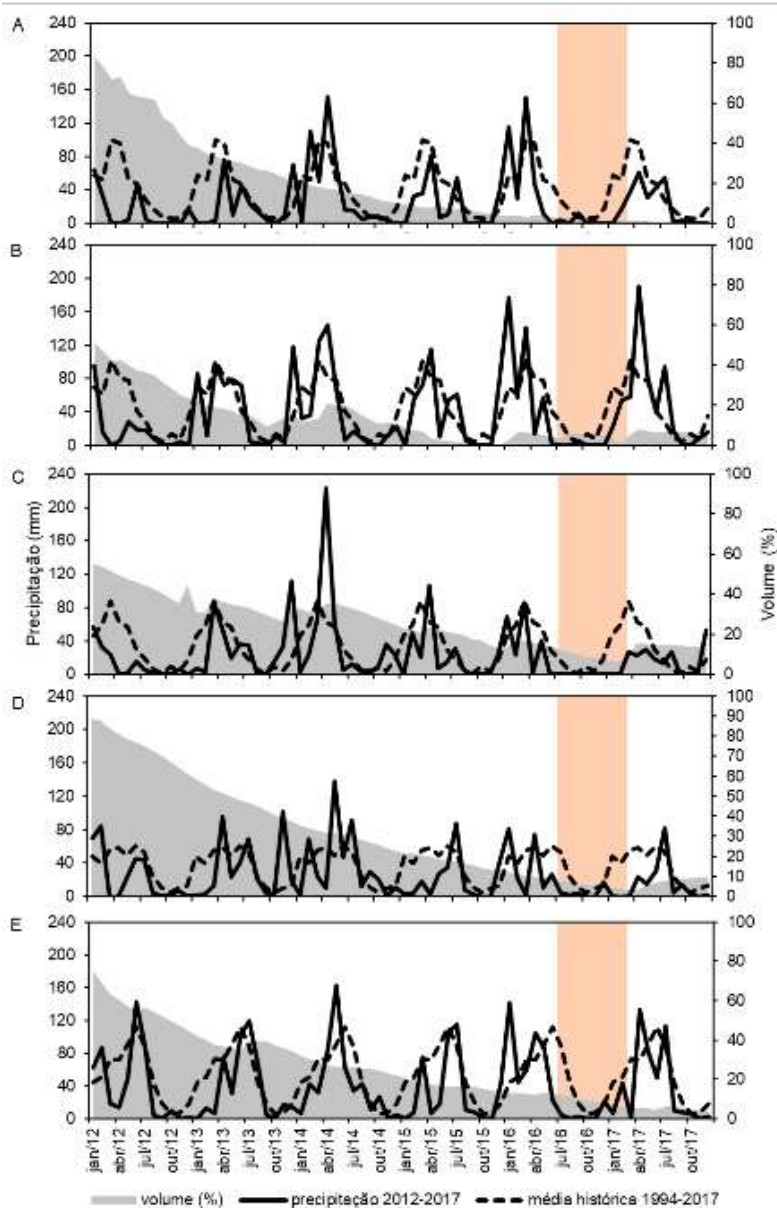 A
240
200
160
120
80
40
0
100
80
60
40
20
0
B
240
200
160
120
80
40
0
100
80
60
40
20
0
C
240
200
160
120
80
40
0
100
80
60
40
20
0
Precipitação (mm)
Volume (%)
D
240
200
160
120
80
40
0
100
90
80
70
60
50
40
30
20
10
0
E
240
200
160
120
80
40
0
100
80
60
40
20
0
jan/12
abr/12
jul/12
out/12
jan/13
abr/13
jul/13
out/13
jan/14
abr/14
jul/14
out/14
jan/15
abr/15
jul/15
out/15
jan/16
abr/16
jul/16
out/16
jan/17
abr/17
jul/17
out/17
volume (%) precipitação 2012-2017 média histórica 1994-2017